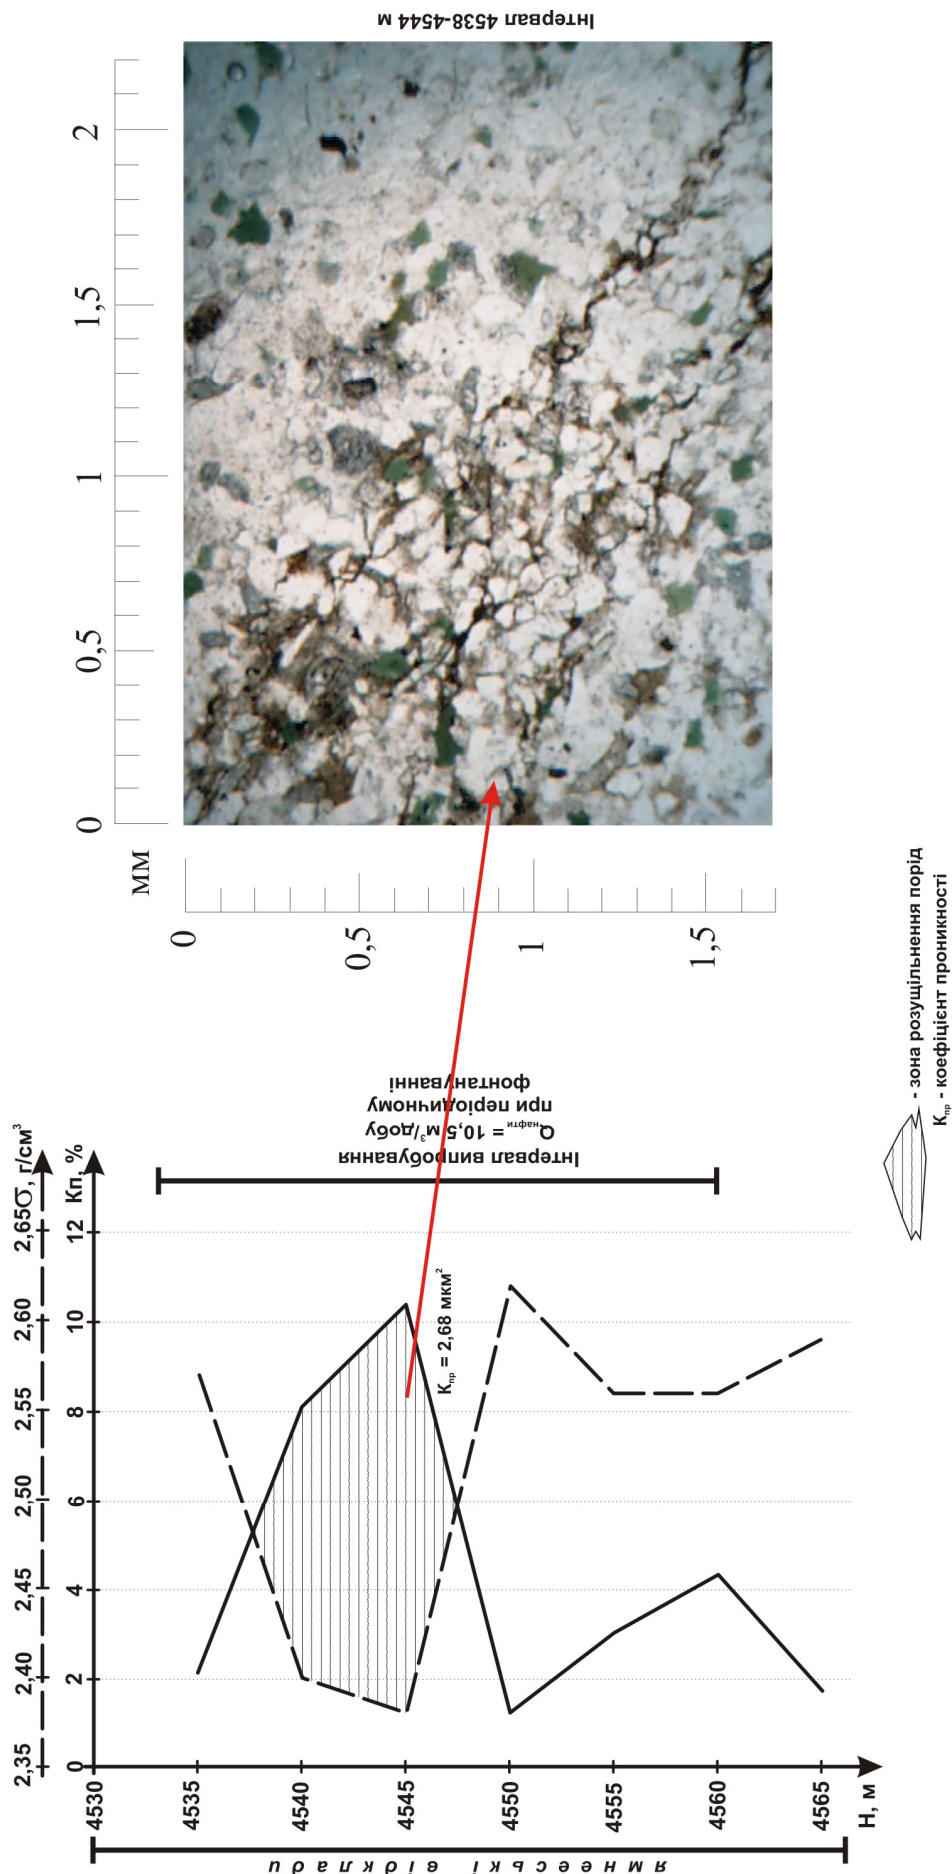 2,35 2,40 2,45 2,50 2,55 2,60 2,65 σ, г/см³
0 2 4 6 8 10 12 Кп, %
4530
4535
4540
4545
4550
4555
4560
4565
Н, м
ямненські відклади
Кпр = 2,68 мкм²
Інтервал випробування
Qнафти = 10,5 м³/добу
при періодичному
фонтануванні
мм
0 0,5 1 1,5 2
0
0,5
1
1,5
Інтервал 4538-4544 м
- зона розущільнення порід
Кпр - коефіцієнт проникності